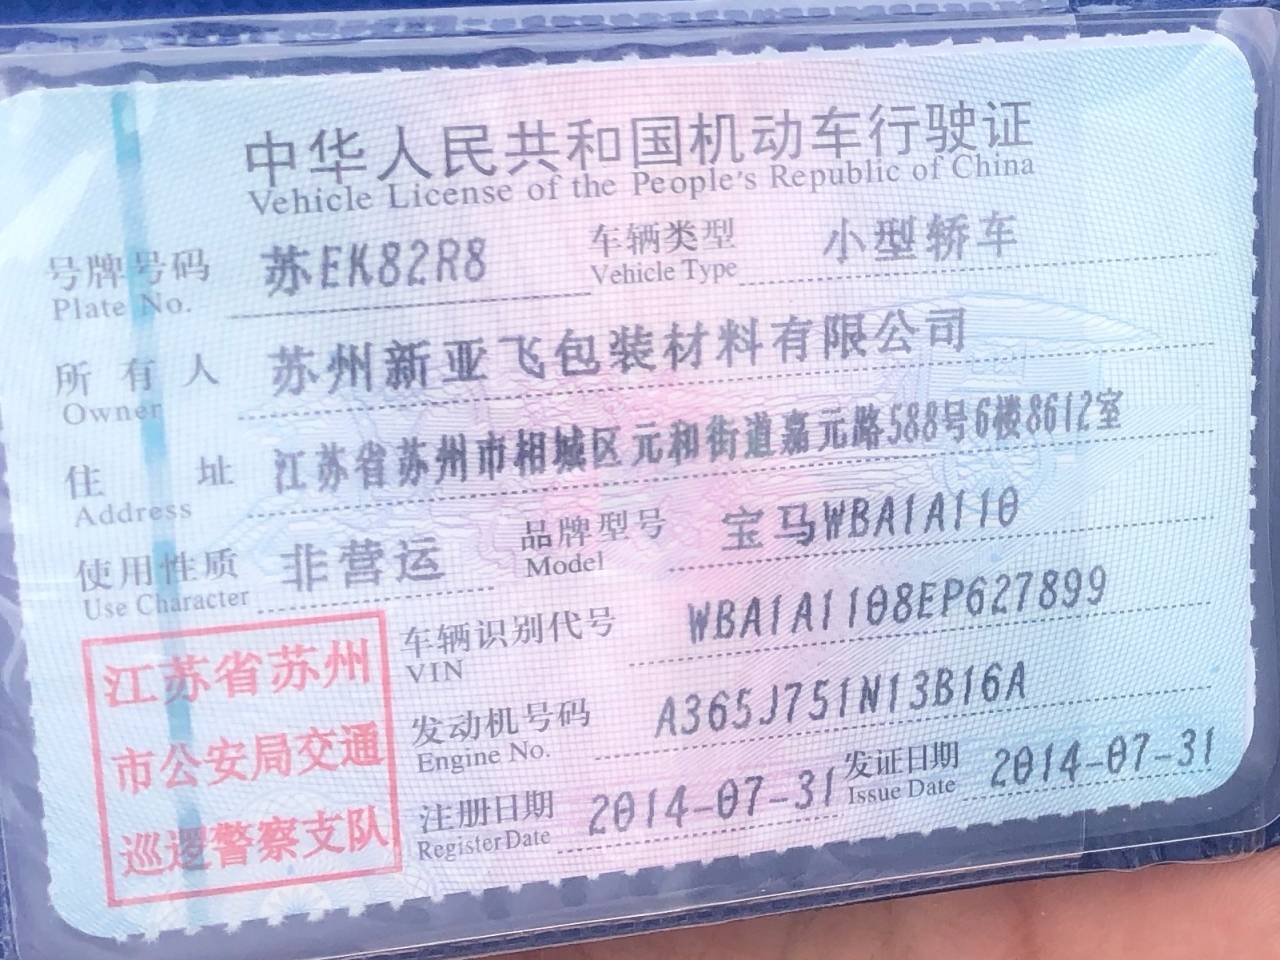 中华人民共和国机动车行驶证
Vehicle License of the People's Republic of China
号牌号码 苏EK82R8 车辆类型 小型轿车
Plate No. Vehicle Type
所有人 苏州新亚飞包装材料有限公司
Owner
住址 江苏省苏州市相城区元和街道嘉元路588号6楼8612室
Address
使用性质 非营运 品牌型号 宝马WBA1A110
Use Character Model
车辆识别代号 WBA1A1108EP627899
VIN
发动机号码 A365J751N13B16A
Engine No.
注册日期 2014-07-31 发证日期 2014-07-31
Register Date Issue Date
江苏省苏州
市公安局交通
巡逻警察支队